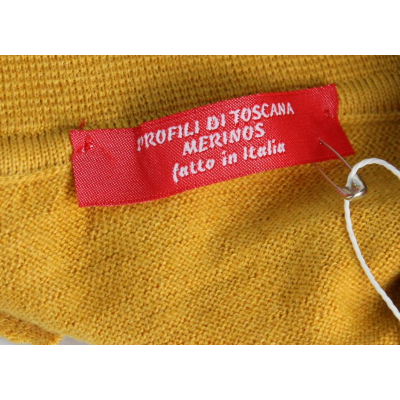 PROFILI DI TOSCANA
MERINOS
fatto in Italia